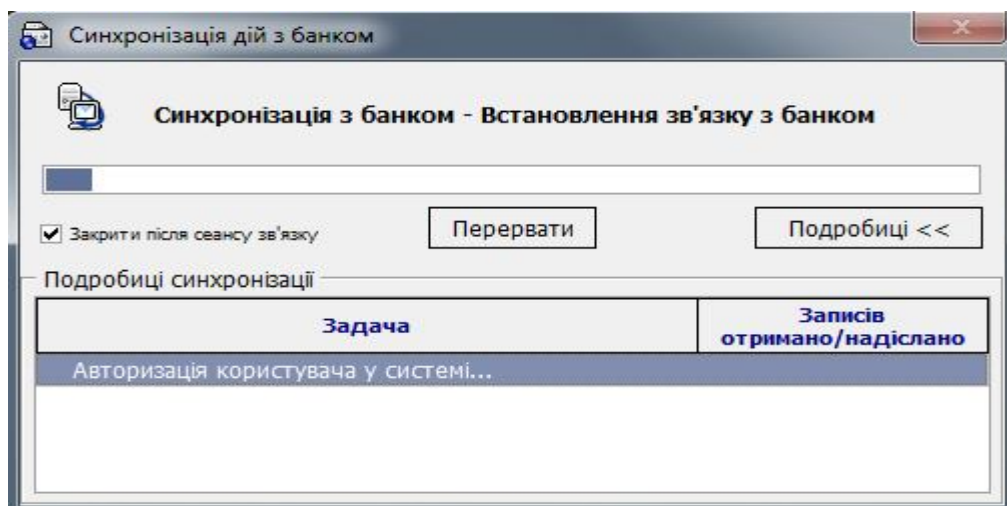 Синхронізація дій з банком
Синхронізація з банком - Встановлення зв'язку з банком
Закрити після сеансу зв'язку
Перервати
Подробиці <<
Подробиці синхронізації
Задача
Записів
отримано/надіслано
Авторизація користувача у системі...